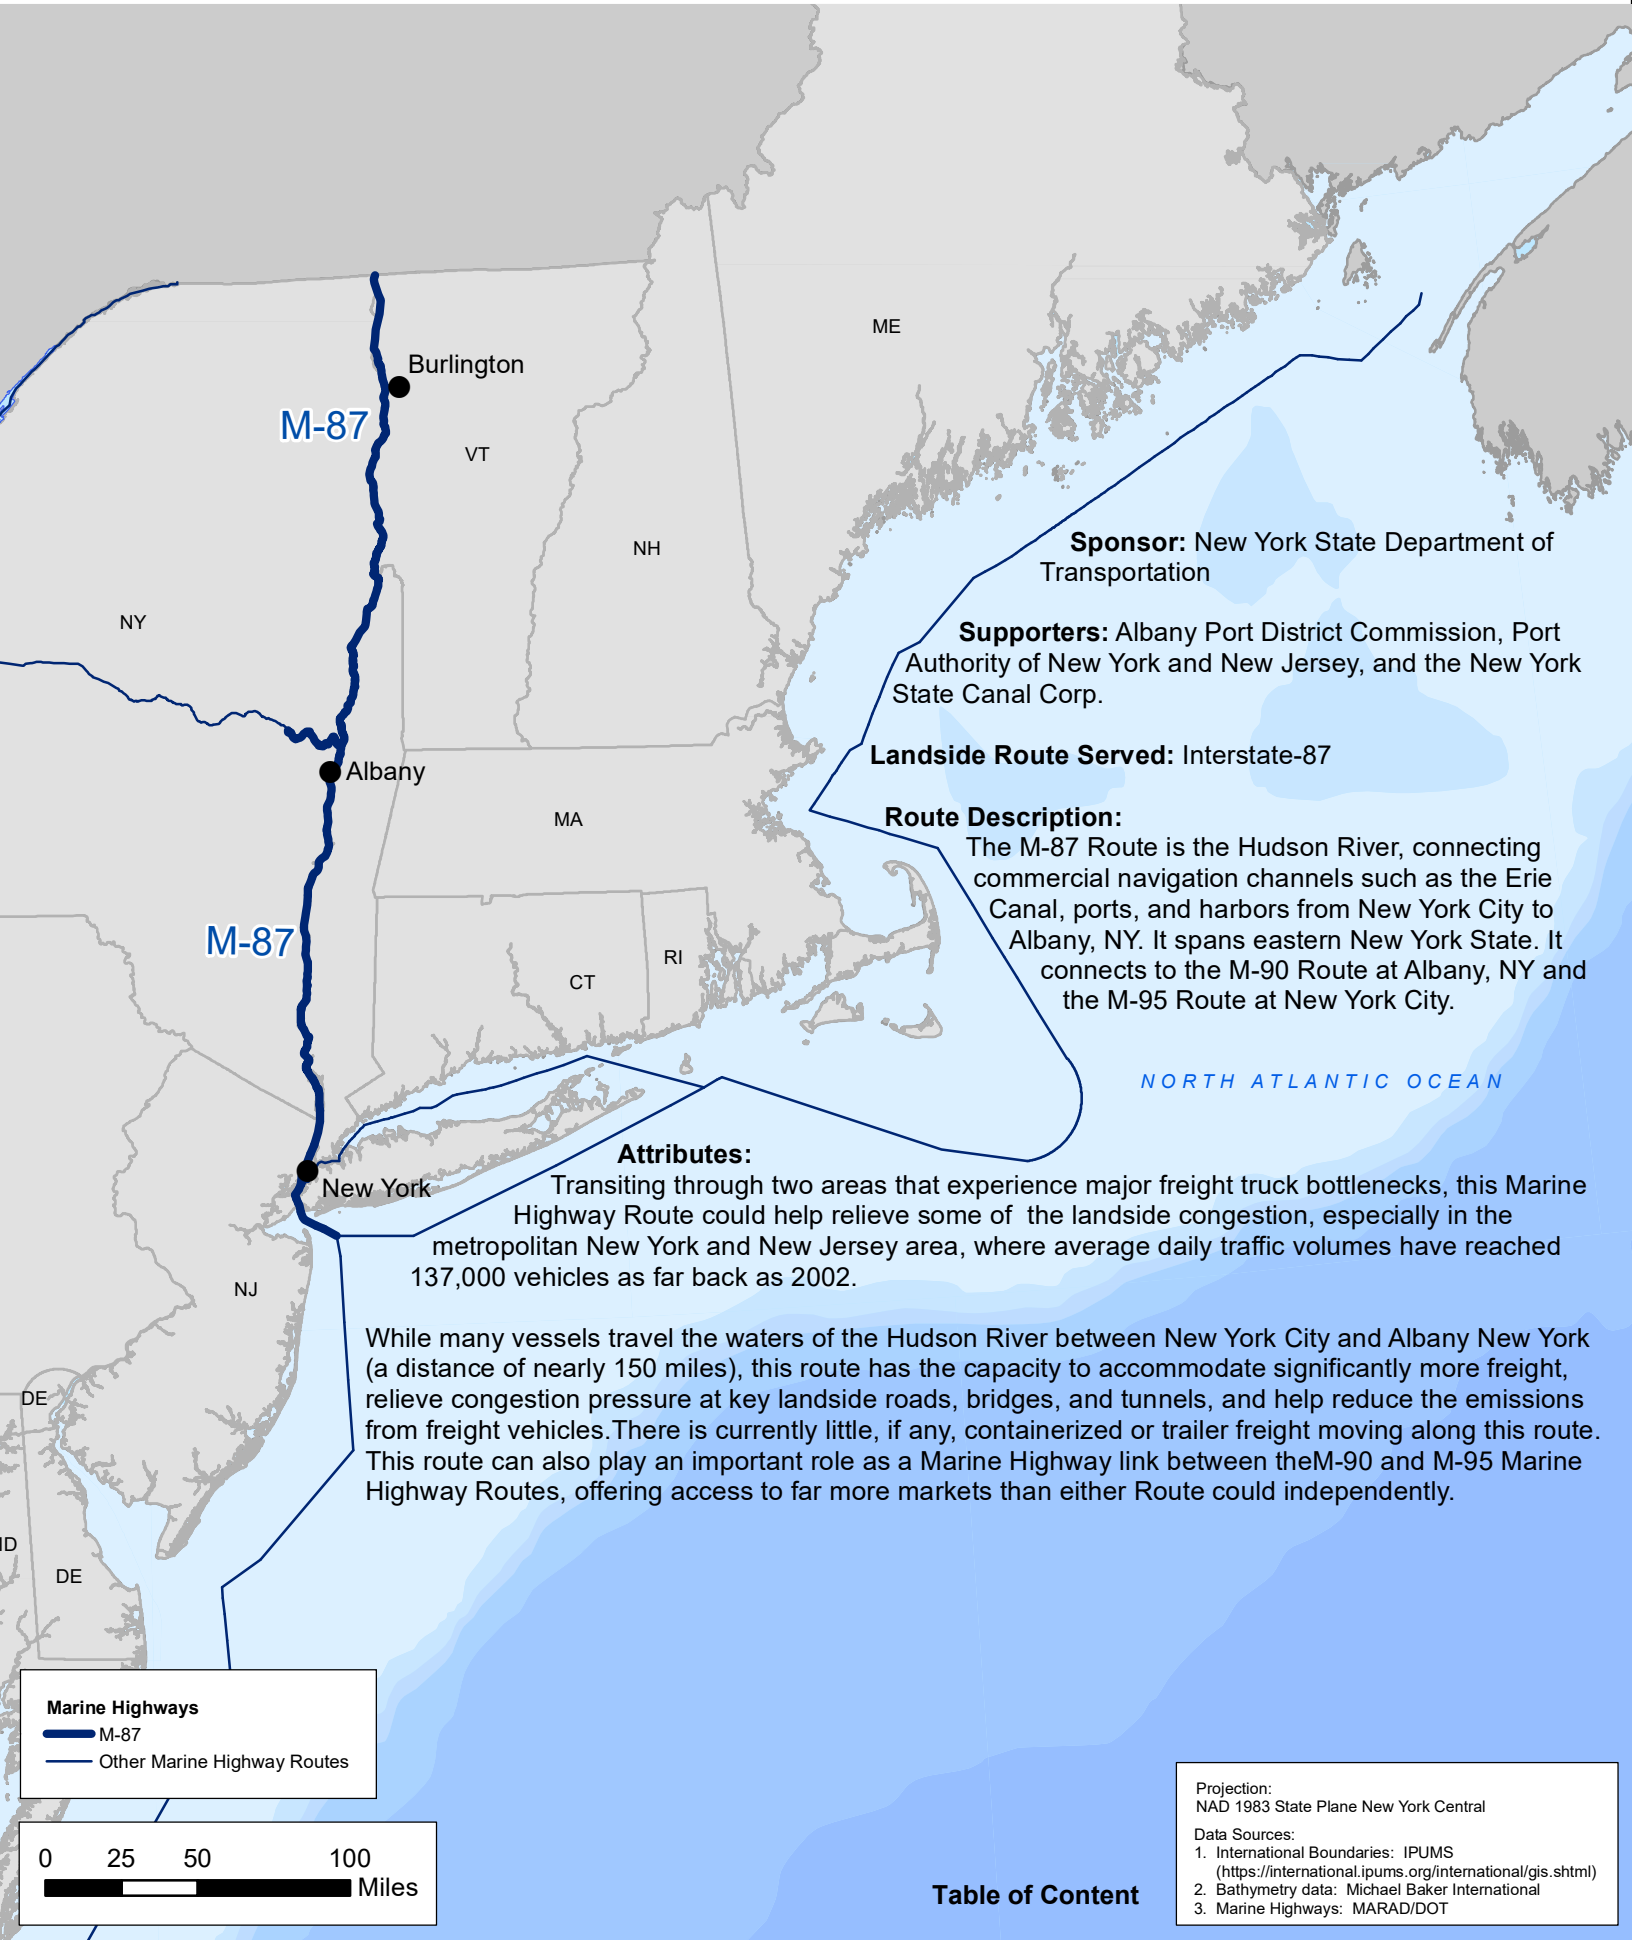 ME
Burlington
M-87
VT
NH
Sponsor: New York State Department of
Transportation
NY
Supporters: Albany Port District Commission, Port
Authority of New York and New Jersey, and the New York
State Canal Corp.
Landside Route Served: Interstate-87
Albany
MA
Route Description:
The M-87 Route is the Hudson River, connecting
commercial navigation channels such as the Erie
Canal, ports, and harbors from New York City to
Albany, NY. It spans eastern New York State. It
connects to the M-90 Route at Albany, NY and
the M-95 Route at New York City.
M-87
RI
CT
NORTH ATLANTIC OCEAN
Attributes:
Transiting through two areas that experience major freight truck bottlenecks, this Marine
Highway Route could help relieve some of  the landside congestion, especially in the
metropolitan New York and New Jersey area, where average daily traffic volumes have reached
137,000 vehicles as far back as 2002.
New York
NJ
While many vessels travel the waters of the Hudson River between New York City and Albany New York
(a distance of nearly 150 miles), this route has the capacity to accommodate significantly more freight,
relieve congestion pressure at key landside roads, bridges, and tunnels, and help reduce the emissions
from freight vehicles.There is currently little, if any, containerized or trailer freight moving along this route.
This route can also play an important role as a Marine Highway link between theM-90 and M-95 Marine
Highway Routes, offering access to far more markets than either Route could independently.
DE
DE
Marine Highways
M-87
Other Marine Highway Routes
0 25 50 100
Miles
Table of Content
Projection:
NAD 1983 State Plane New York Central
Data Sources:
1. International Boundaries: IPUMS
(https://international.ipums.org/international/gis.shtml)
2. Bathymetry data: Michael Baker International
3. Marine Highways: MARAD/DOT